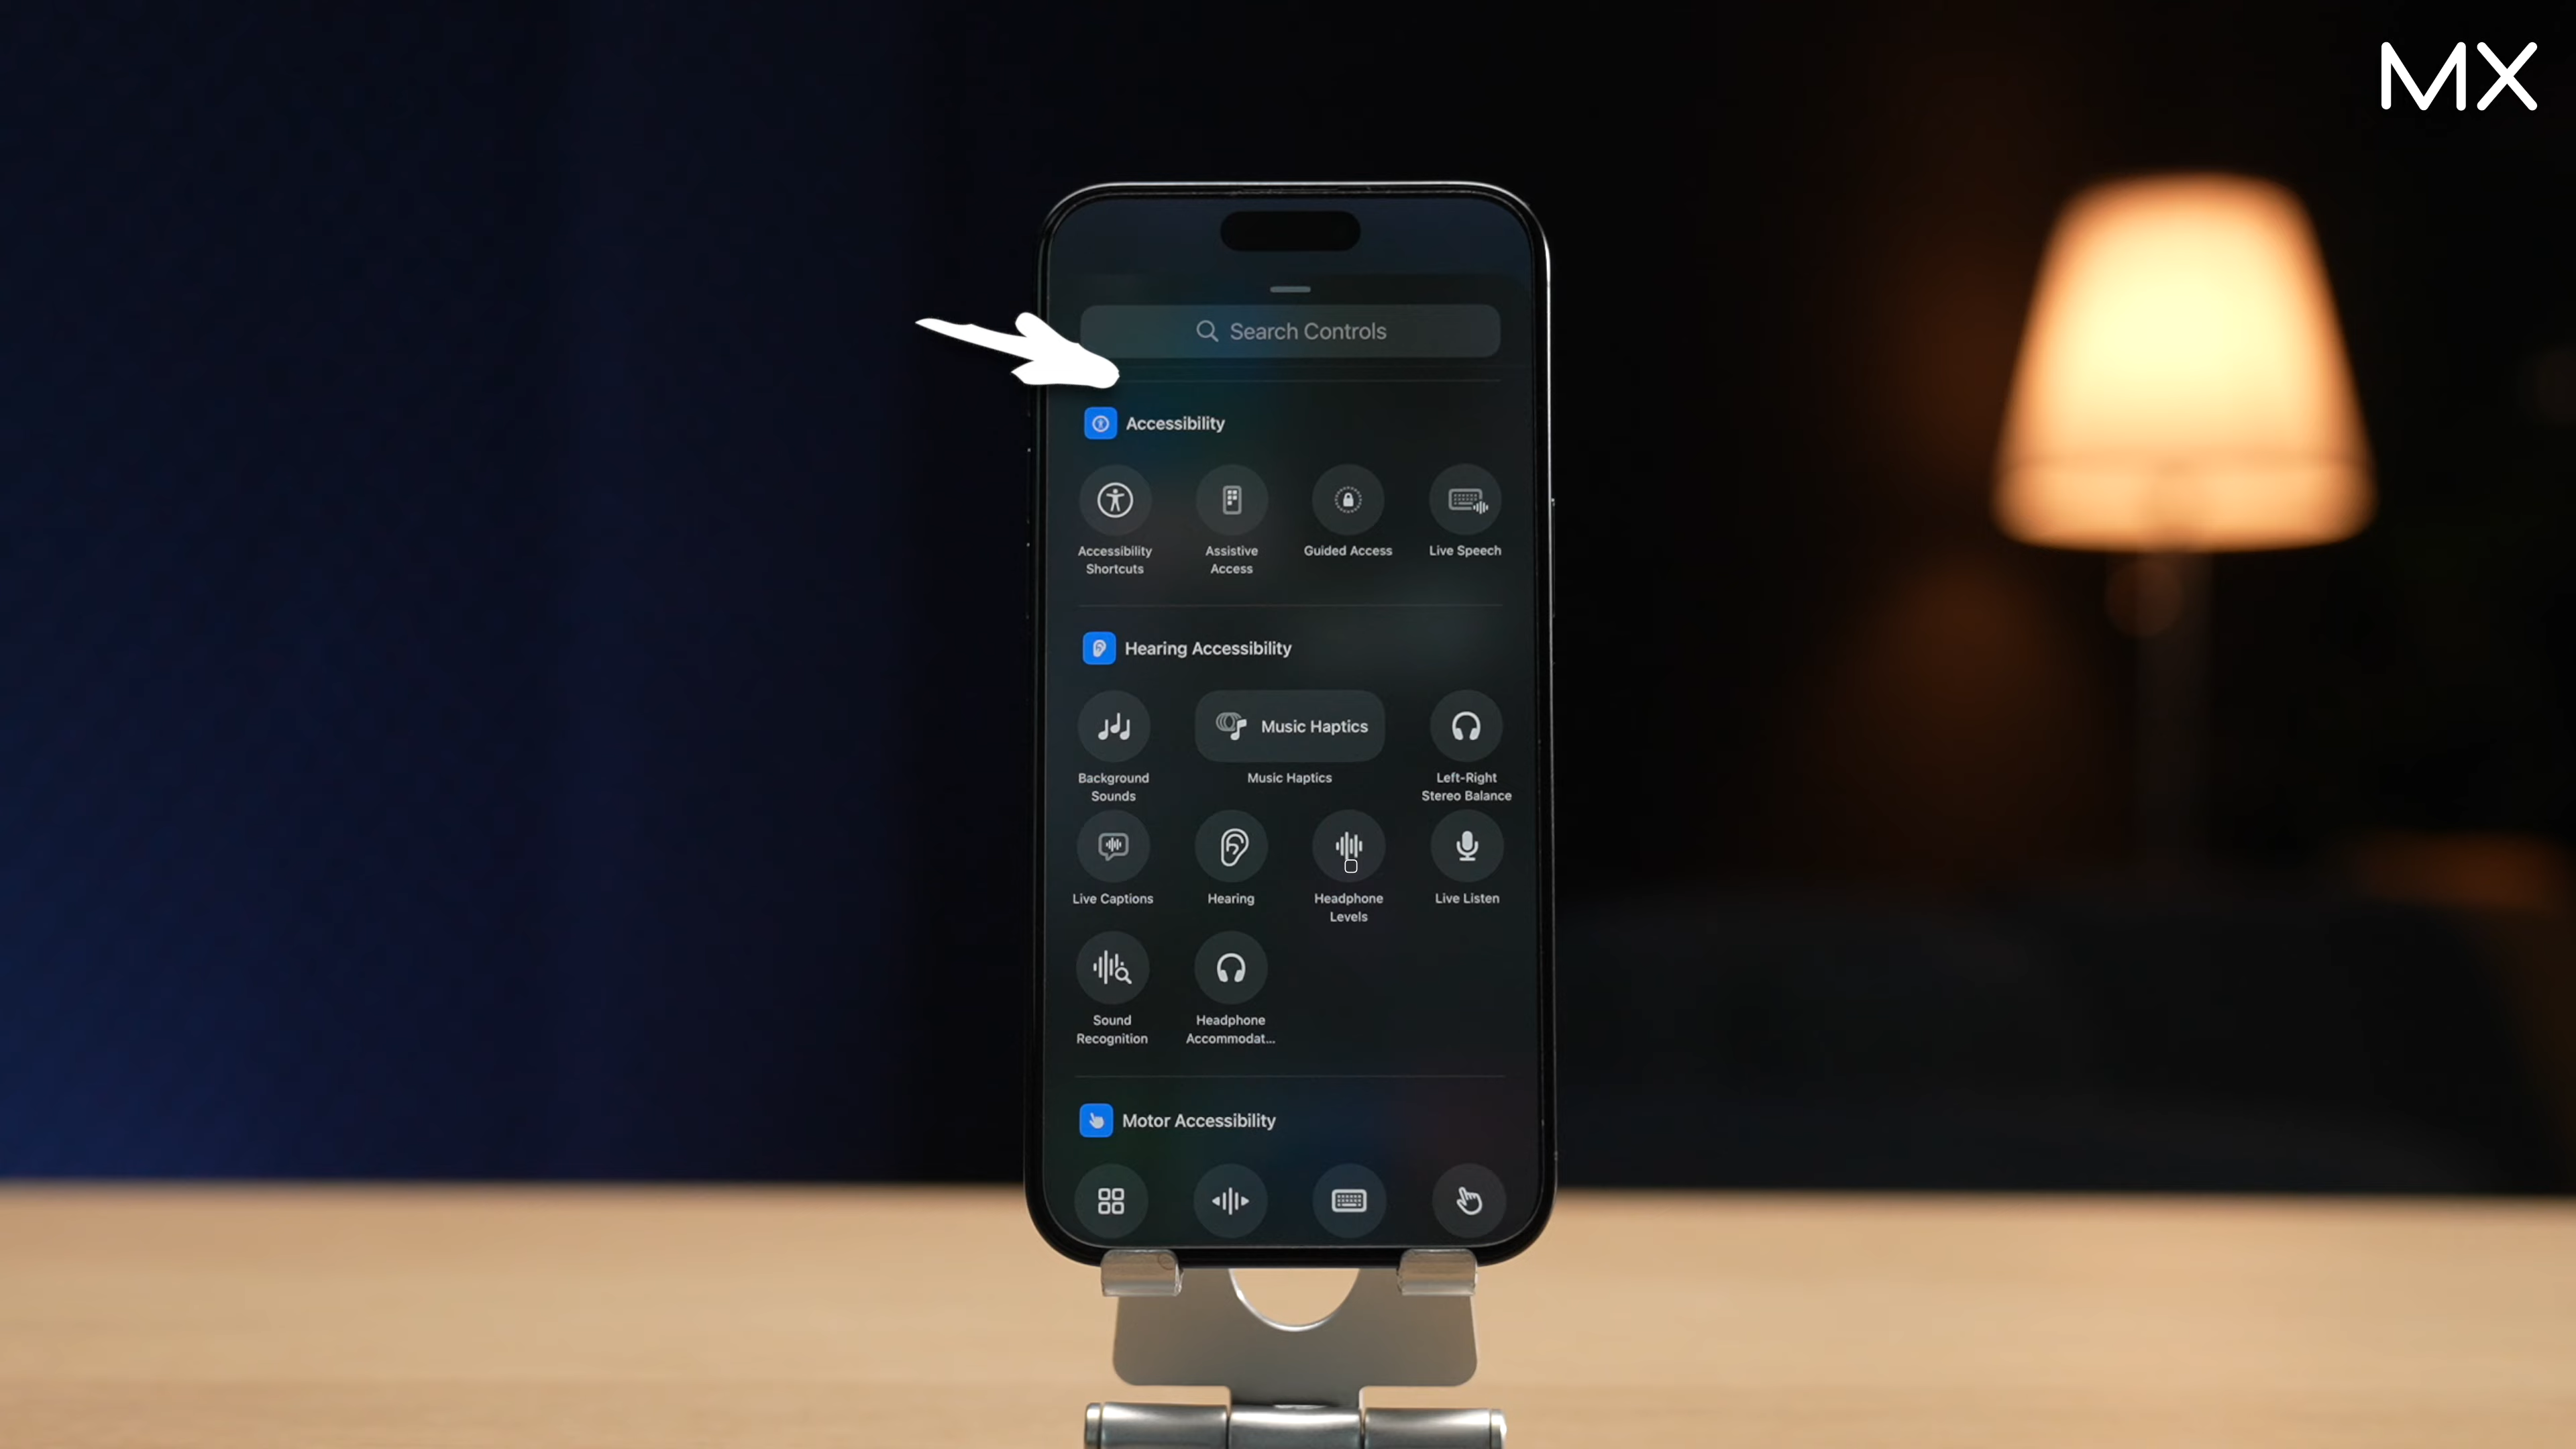 MX
Search Controls
Accessibility
Accessibility
Shortcuts
Assistive
Access
Guided Access
Live Speech
Hearing Accessibility
Music Haptics
Background
Sounds
Music Haptics
Left-Right
Stereo Balance
Live Captions
Hearing
Headphone
Levels
Live Listen
Sound
Recognition
Headphone
Accommodat...
Motor Accessibility